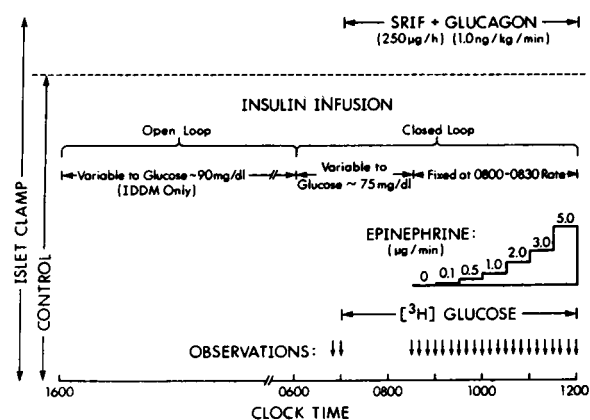 SRIF + GLUCAGON
(250µg/h) (1.0ng/kg/min)
INSULIN INFUSION
Open Loop
Closed Loop
Variable to Glucose ~90mg/dl
(IDDM Only)
Variable to
Glucose ~ 75mg/dl
Fixed at 0800-0830 Rate
EPINEPHRINE:
(µg/min)
0
0.1
0.5
1.0
2.0
3.0
5.0
[³H] GLUCOSE
OBSERVATIONS:
ISLET CLAMP
CONTROL
1600
0600
0800
1000
1200
CLOCK TIME